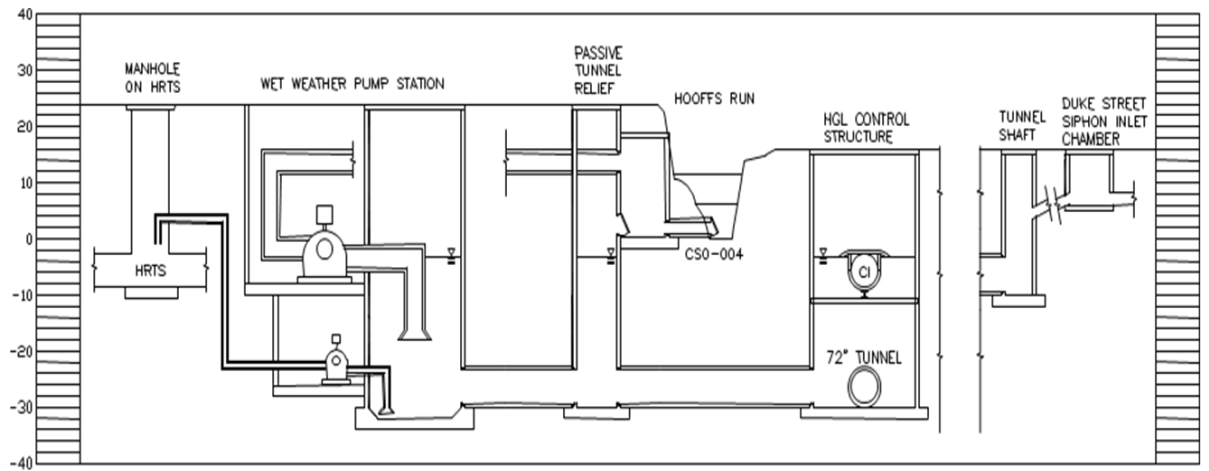 40
30
20
10
0
-10
-20
-30
-40
MANHOLE
ON HRTS
WET WEATHER PUMP STATION
PASSIVE
TUNNEL
RELIEF
HOOFFS RUN
HGL CONTROL
STRUCTURE
TUNNEL
SHAFT
DUKE STREET
SIPHON INLET
CHAMBER
HRTS
CSO-004
CI
72" TUNNEL